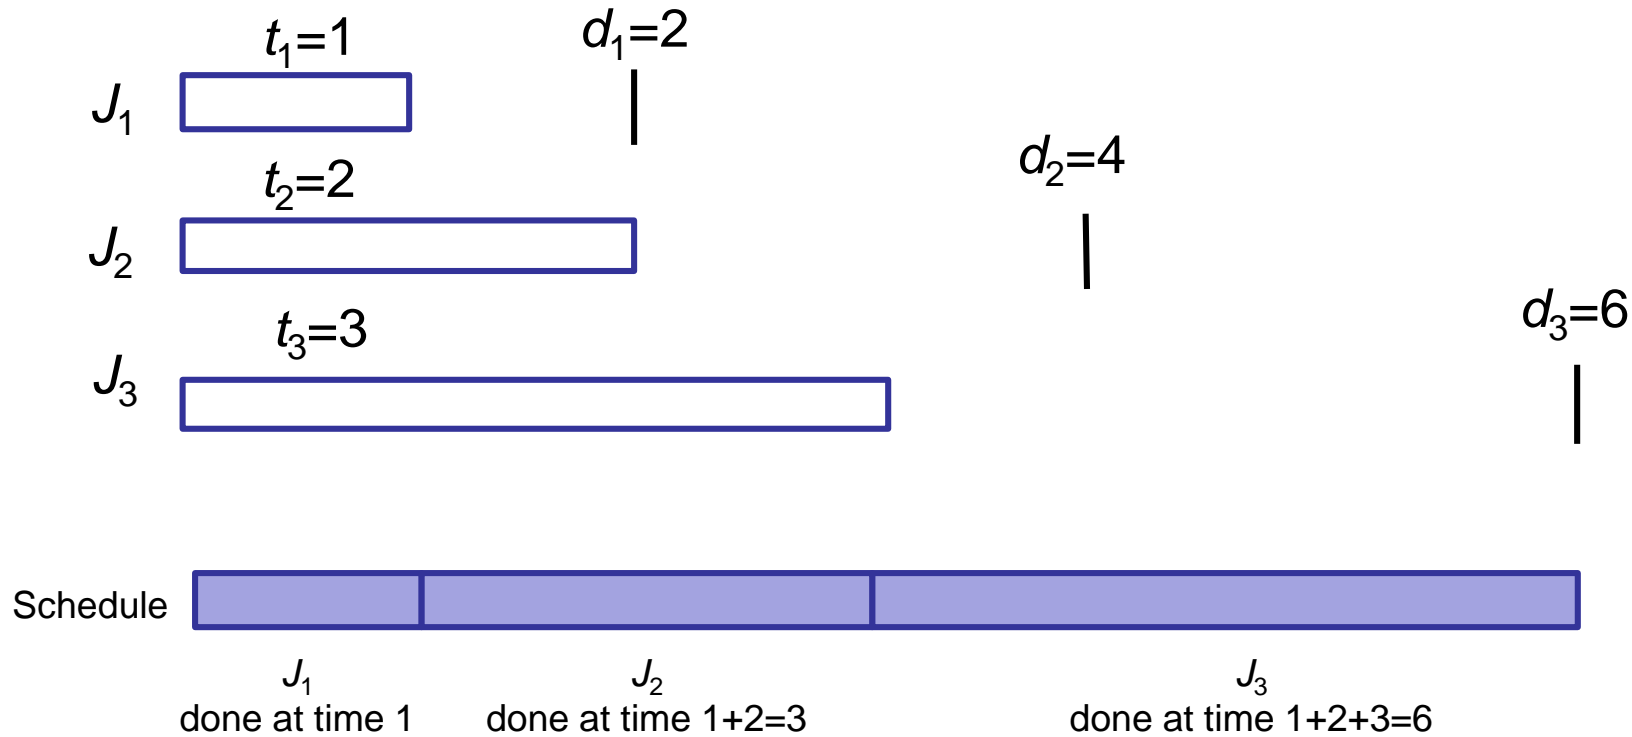 t₁=1
d₁=2
J₁
t₂=2
d₂=4
J₂
t₃=3
d₃=6
J₃
Schedule
J₁
done at time 1
J₂
done at time 1+2=3
J₃
done at time 1+2+3=6